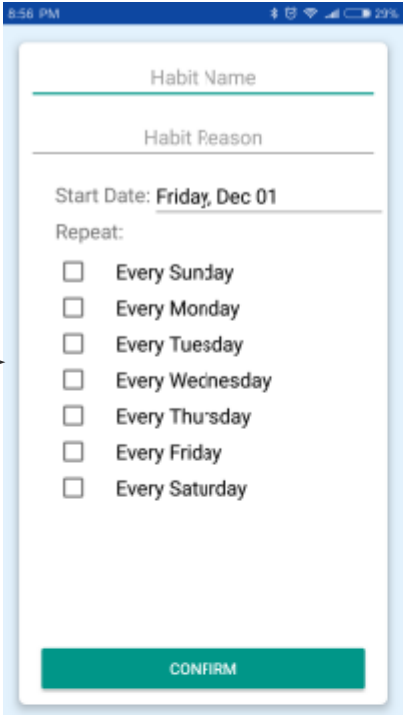 8:56 PM 29%
Habit Name
Habit Reason
Start Date: Friday, Dec 01
Repeat:
Every Sunday
Every Monday
Every Tuesday
Every Wednesday
Every Thursday
Every Friday
Every Saturday
CONFIRM